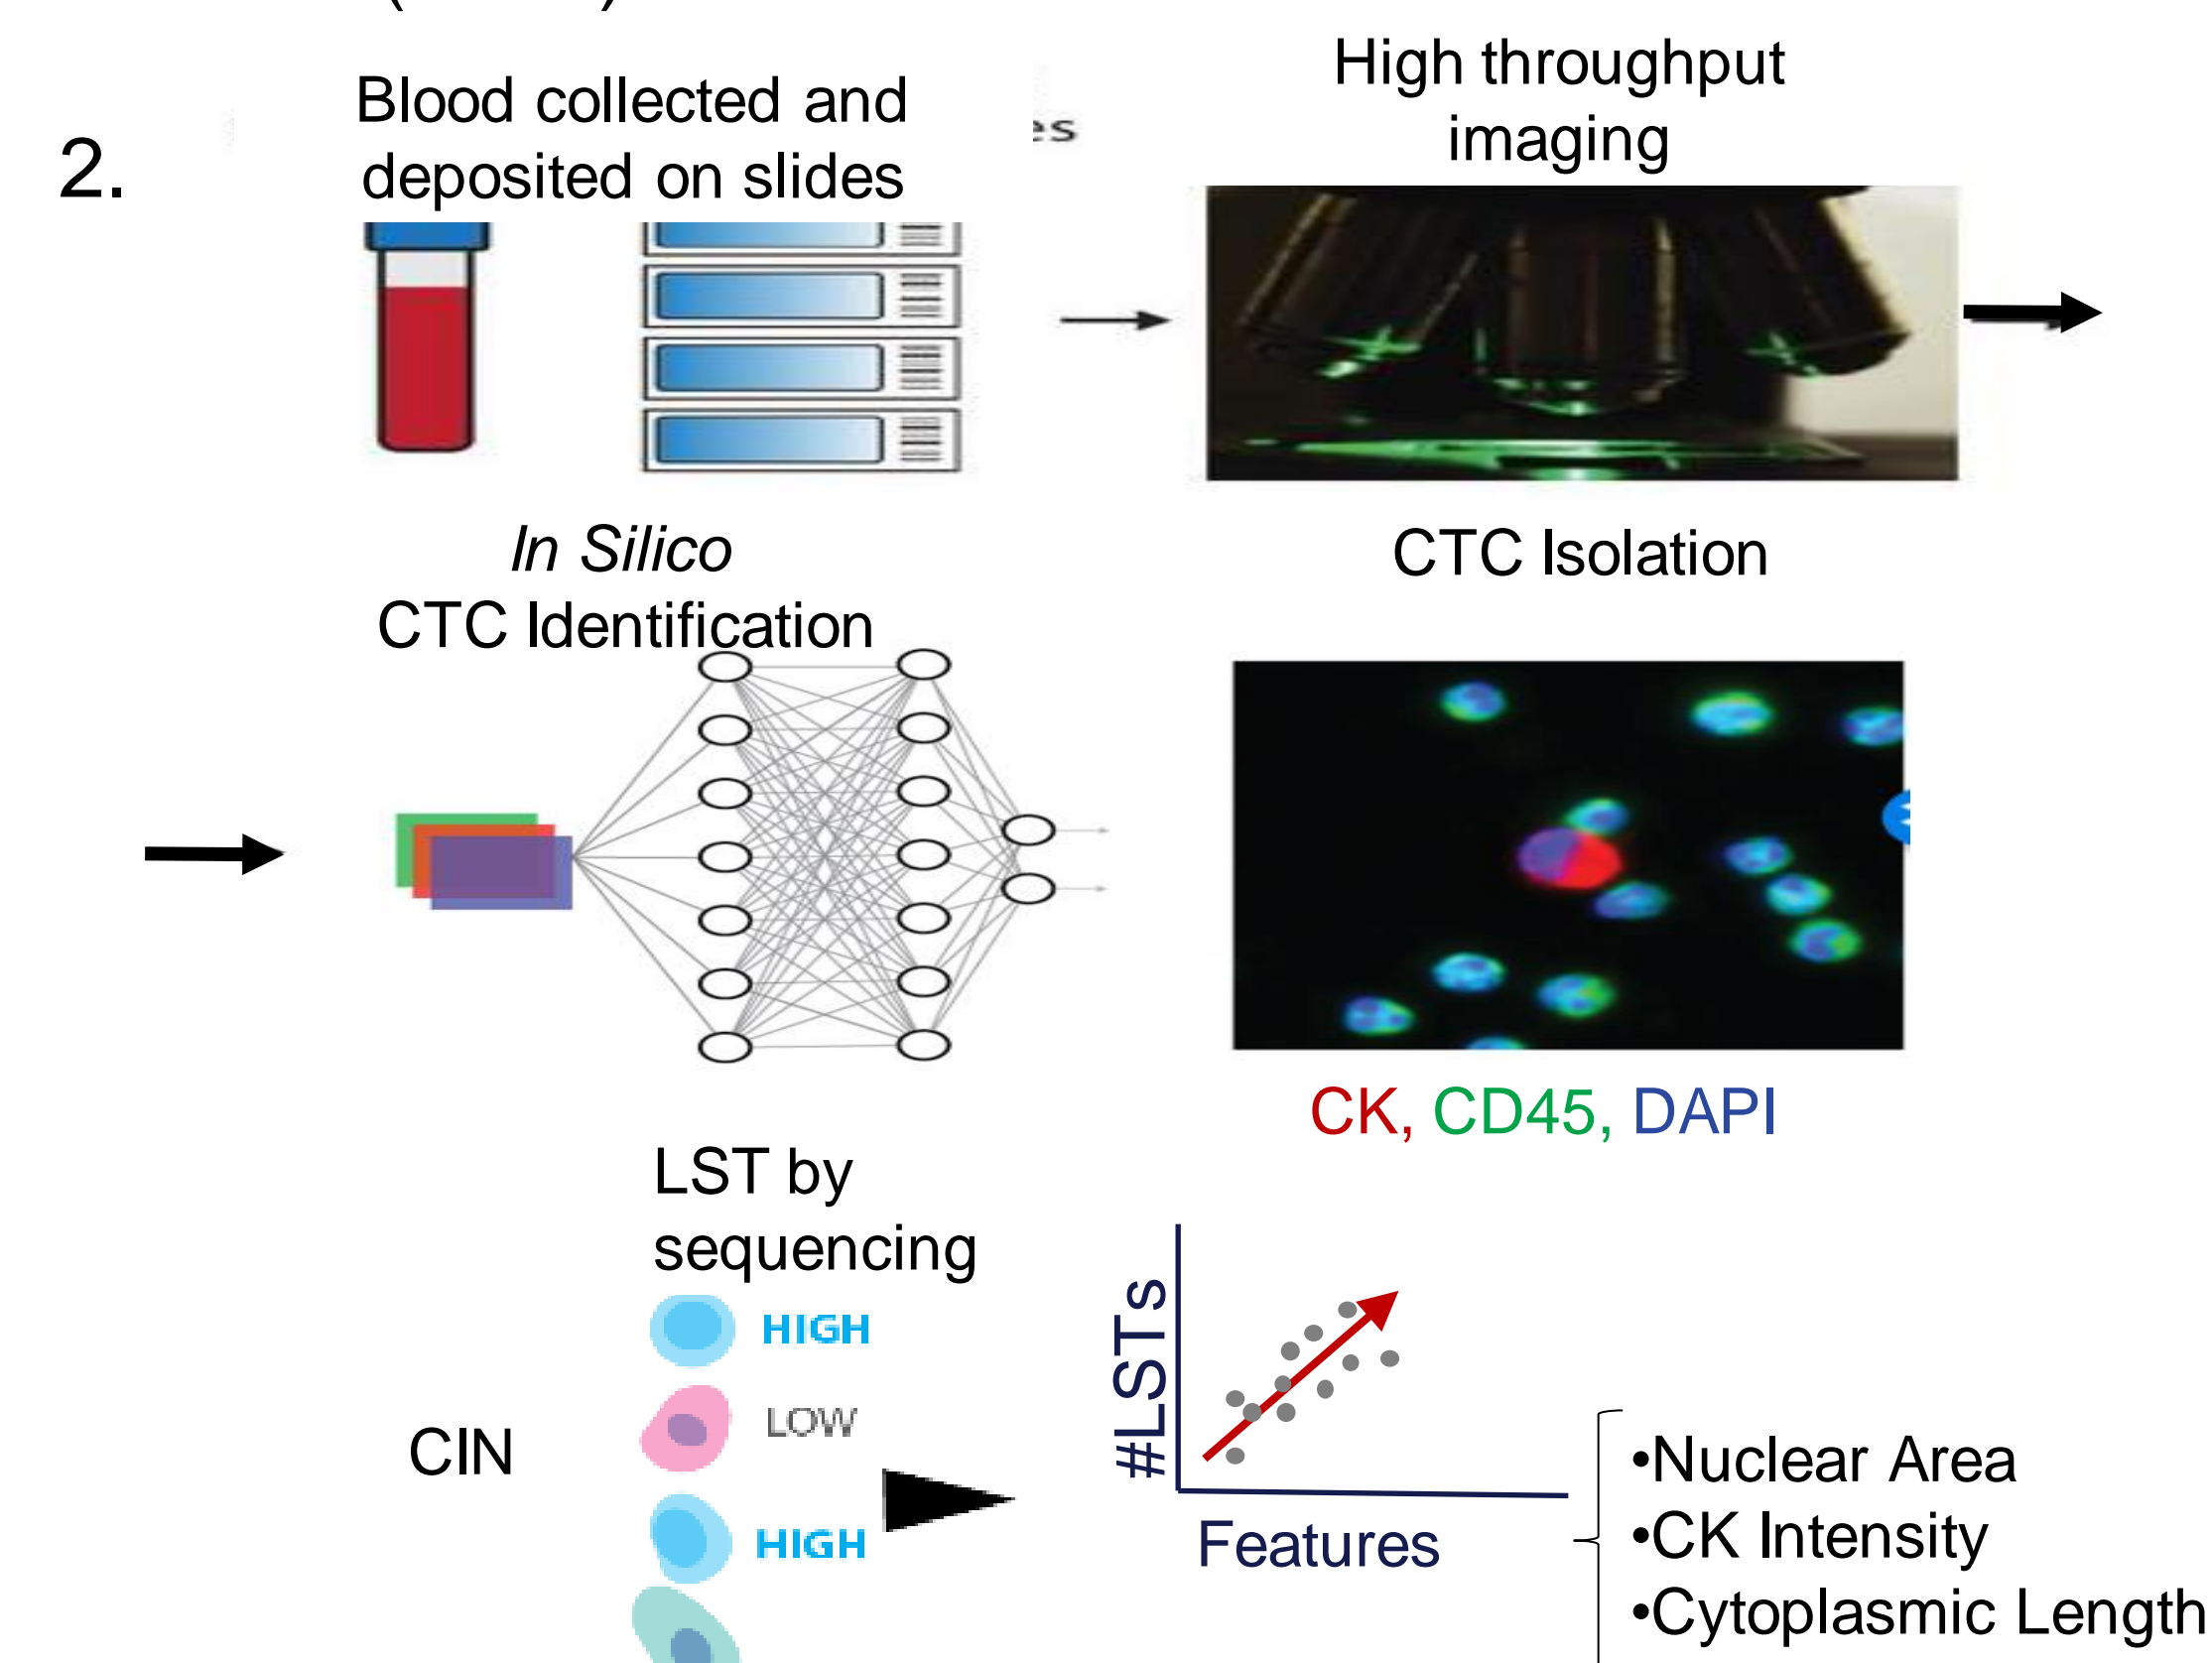 2.
Blood collected and
deposited on slides
es
High throughput
imaging
In Silico
CTC Identification
CTC Isolation
CK, CD45, DAPI
LST by
sequencing
HIGH
LOW
HIGH
CIN
#LSTs
Features
•Nuclear Area
•CK Intensity
•Cytoplasmic Length